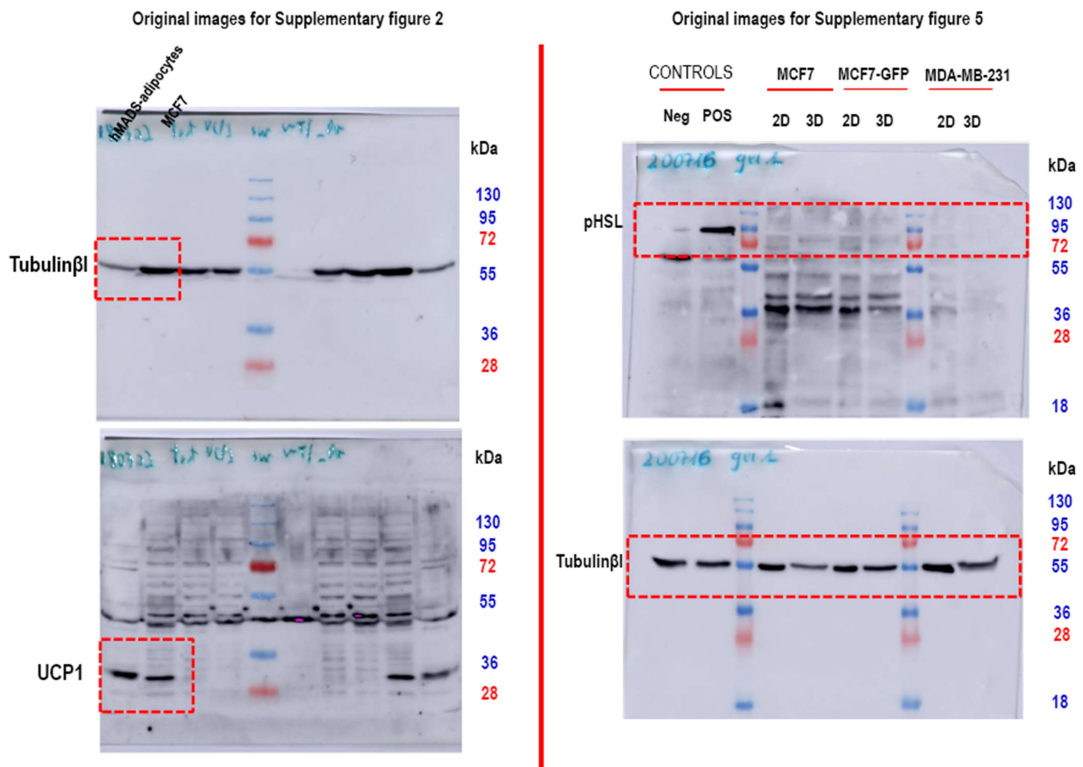 Original images for Supplementary figure 2
hMADS-adipocytes
MCF7
kDa
130
95
72
55
36
28
TubulinβI
kDa
130
95
72
55
36
28
UCP1
Original images for Supplementary figure 5
CONTROLS MCF7 MCF7-GFP MDA-MB-231
Neg POS 2D 3D 2D 3D 2D 3D
200716 gel 1
kDa
pHSL
130
95
72
55
36
28
18
200716 gel 1
kDa
TubulinβI
130
95
72
55
36
28
18